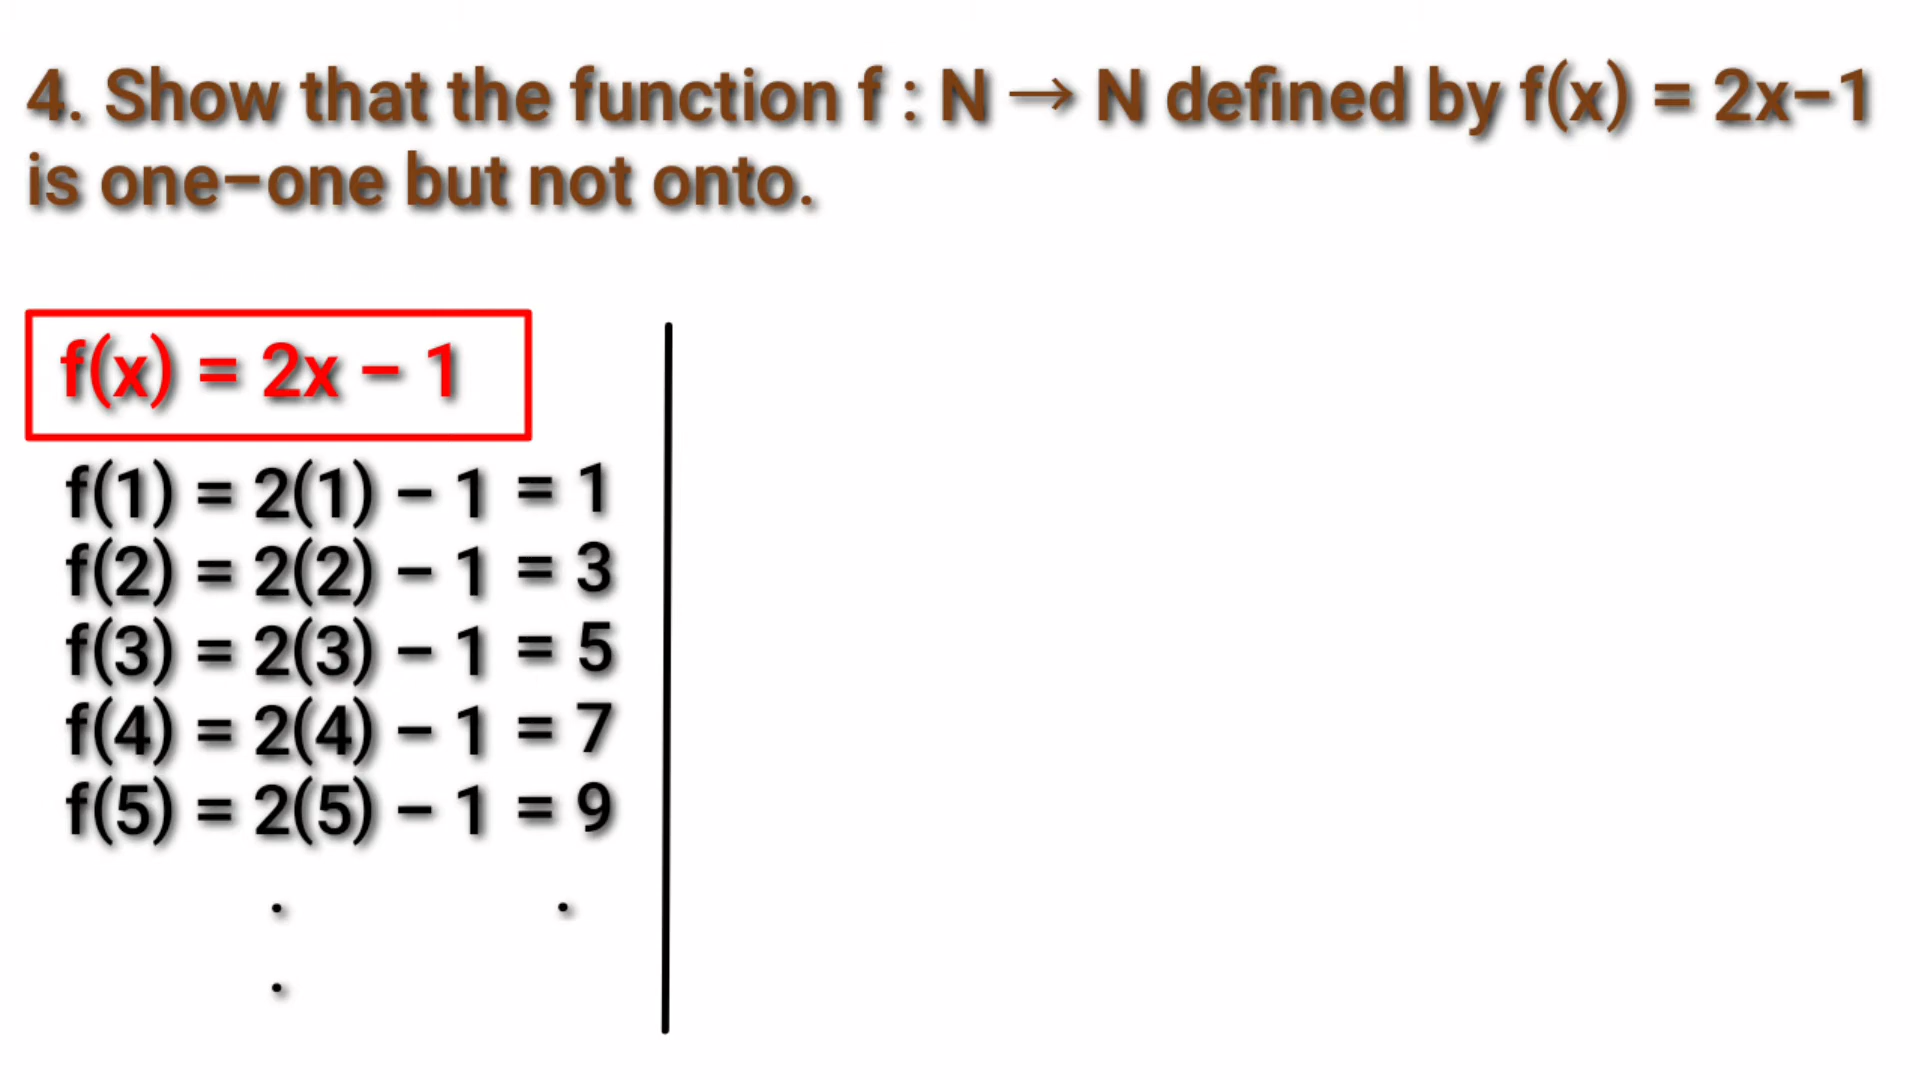 4. Show that the function f : N → N defined by f(x) = 2x−1
is one−one but not onto.
f(x) = 2x − 1
f(1) = 2(1) − 1 = 1
f(2) = 2(2) − 1 = 3
f(3) = 2(3) − 1 = 5
f(4) = 2(4) − 1 = 7
f(5) = 2(5) − 1 = 9
. .
.